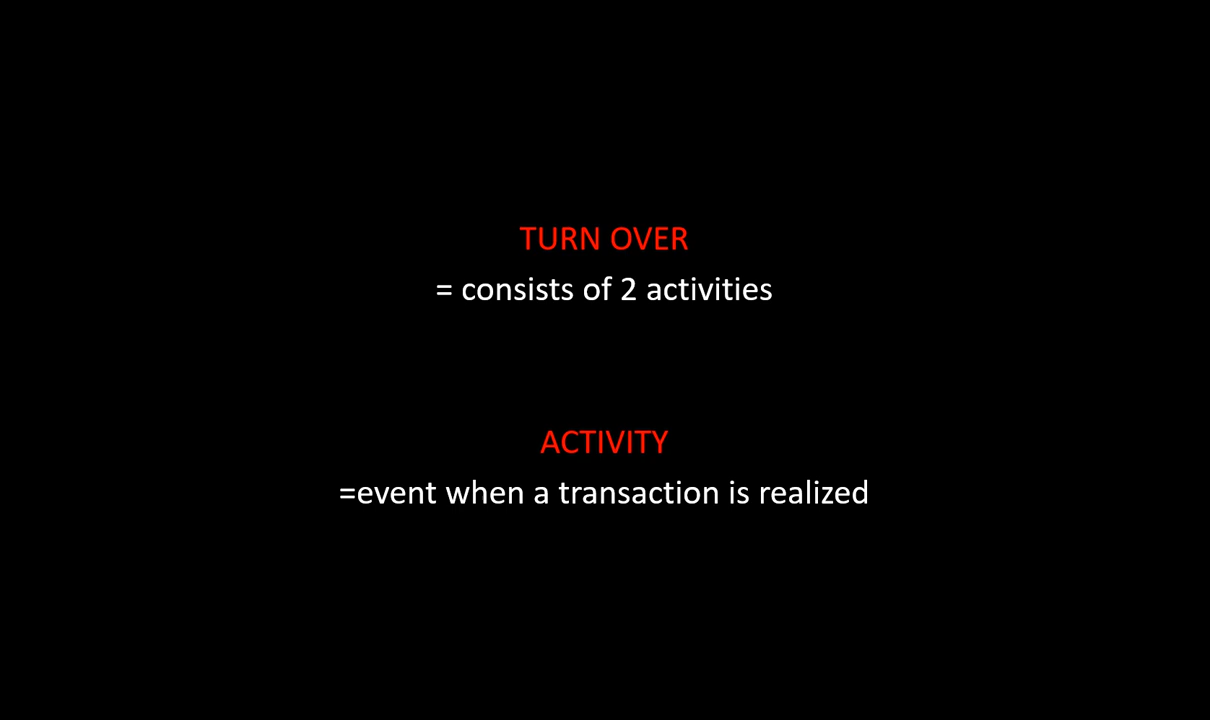 TURN OVER
= consists of 2 activities
ACTIVITY
=event when a transaction is realized